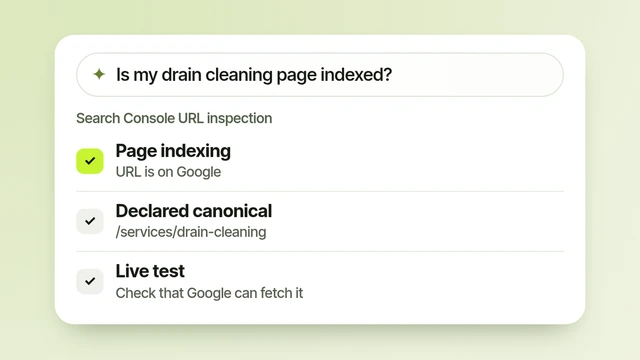 Is my drain cleaning page indexed?
Search Console URL inspection
Page indexing
URL is on Google
Declared canonical
/services/drain-cleaning
Live test
Check that Google can fetch it